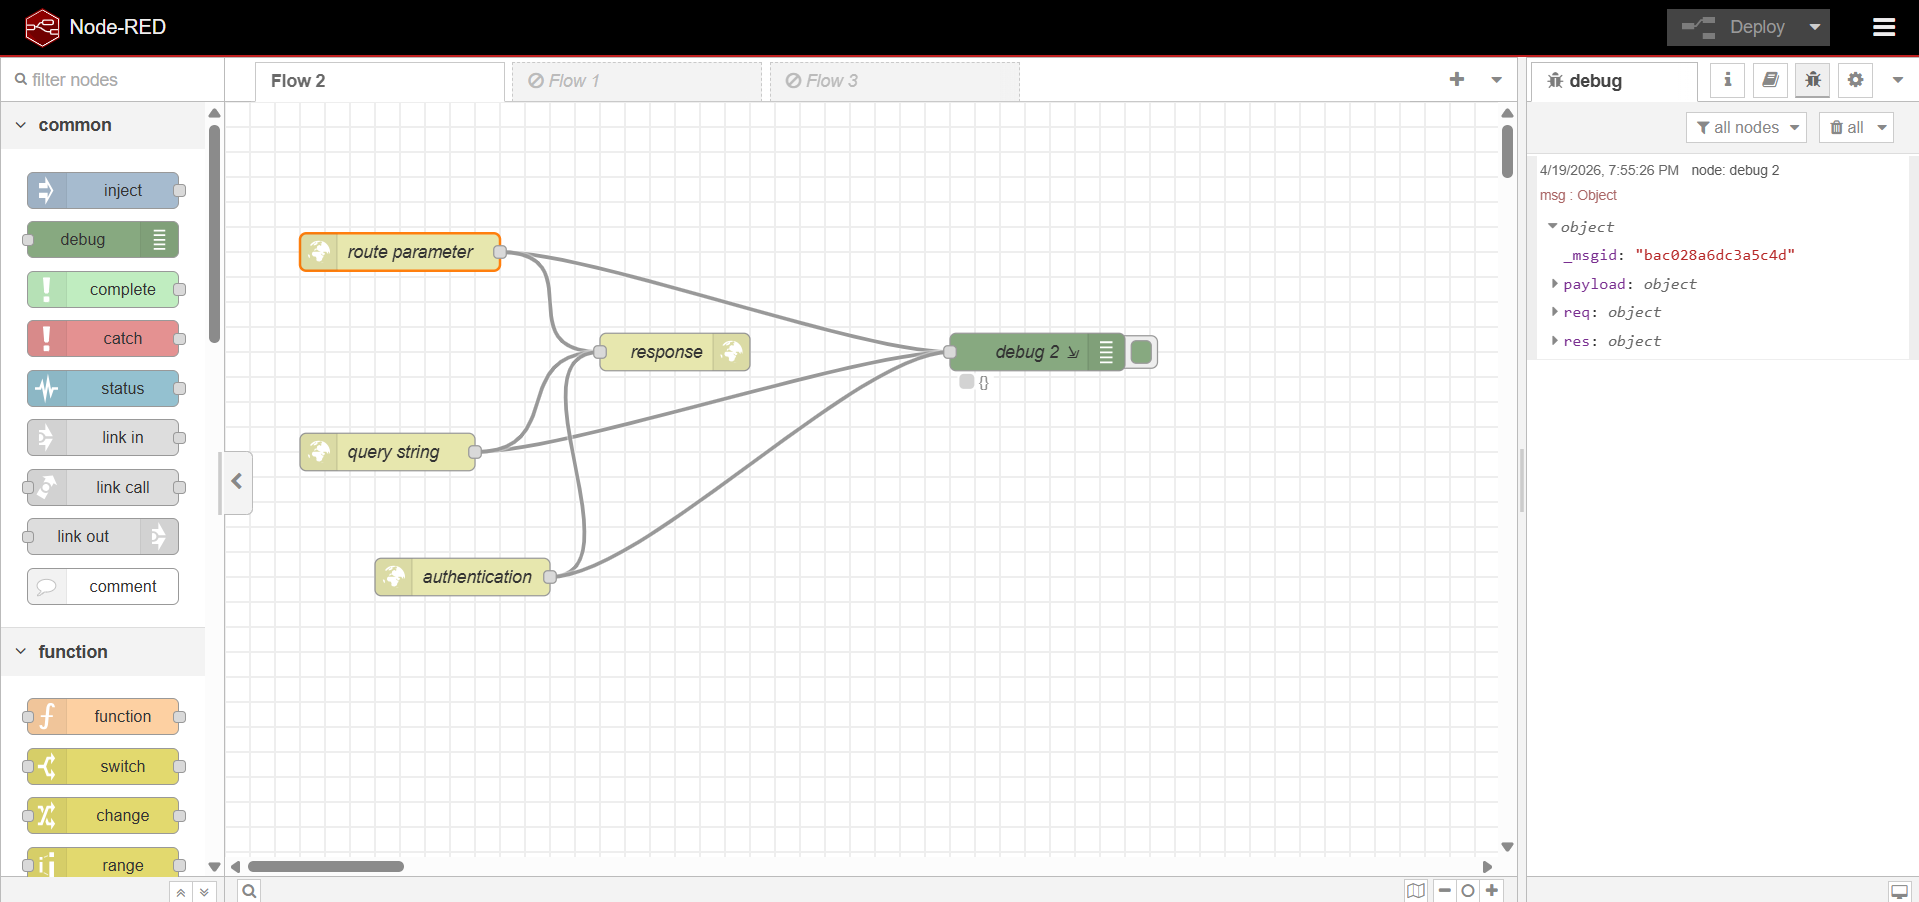 Node-RED
Deploy
filter nodes
Flow 2
Flow 1
Flow 3
debug
all nodes
all
common
inject
debug
complete
catch
status
link in
link call
link out
comment
function
function
switch
change
range
route parameter
response
debug 2
{}
query string
authentication
4/19/2026, 7:55:26 PM node: debug 2
msg : Object
object
_msgid: "bac028a6dc3a5c4d"
payload: object
req: object
res: object